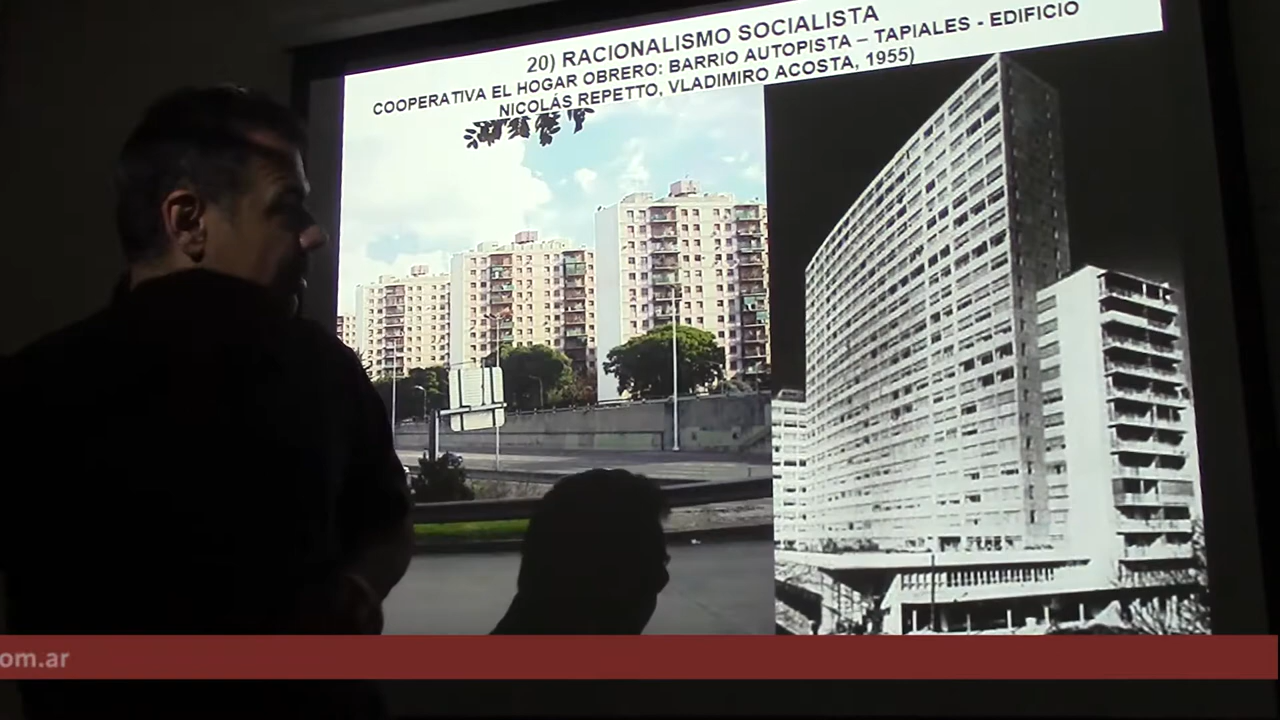 20) RACIONALISMO SOCIALISTA
COOPERATIVA EL HOGAR OBRERO: BARRIO AUTOPISTA – TAPIALES - EDIFICIO
NICOLÁS REPETTO, VLADIMIRO ACOSTA, 1955)
om.ar